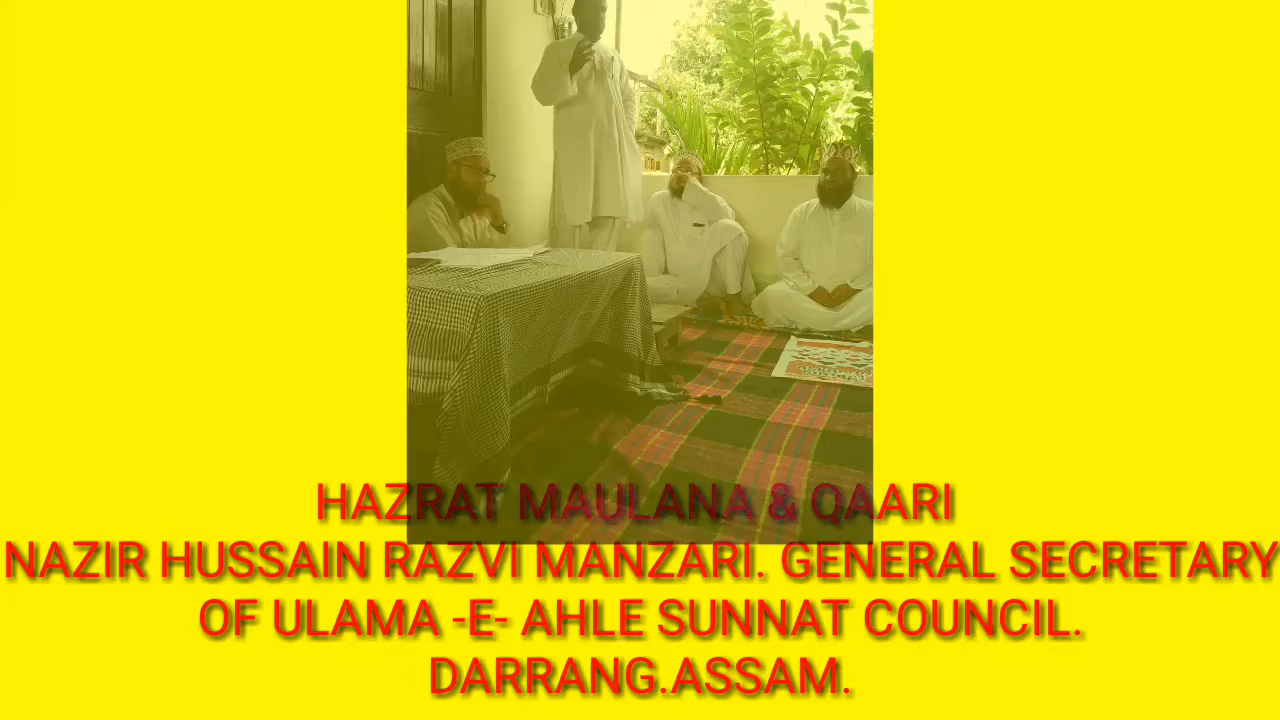 HAZRAT MAULANA & QAARI
NAZIR HUSSAIN RAZVI MANZARI. GENERAL SECRETARY
OF ULAMA -E- AHLE SUNNAT COUNCIL.
DARRANG.ASSAM.